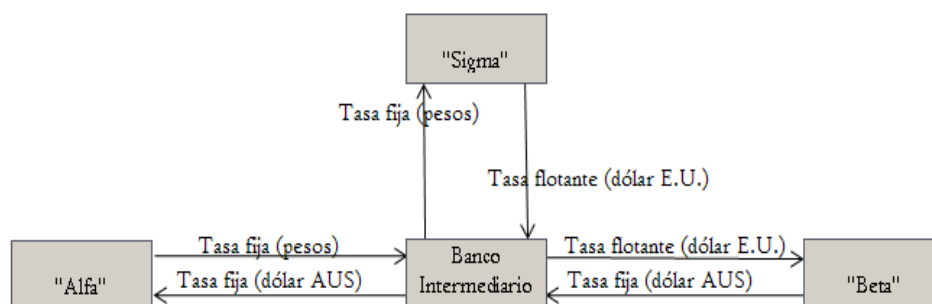 "Sigma"
Tasa fija (pesos)
Tasa flotante (dólar E.U.)
Tasa fija (pesos)
Banco
Tasa flotante (dólar E.U.)
"Alfa"
Tasa fija (dólar AUS)
Intermediario
Tasa fija (dólar AUS)
"Beta"